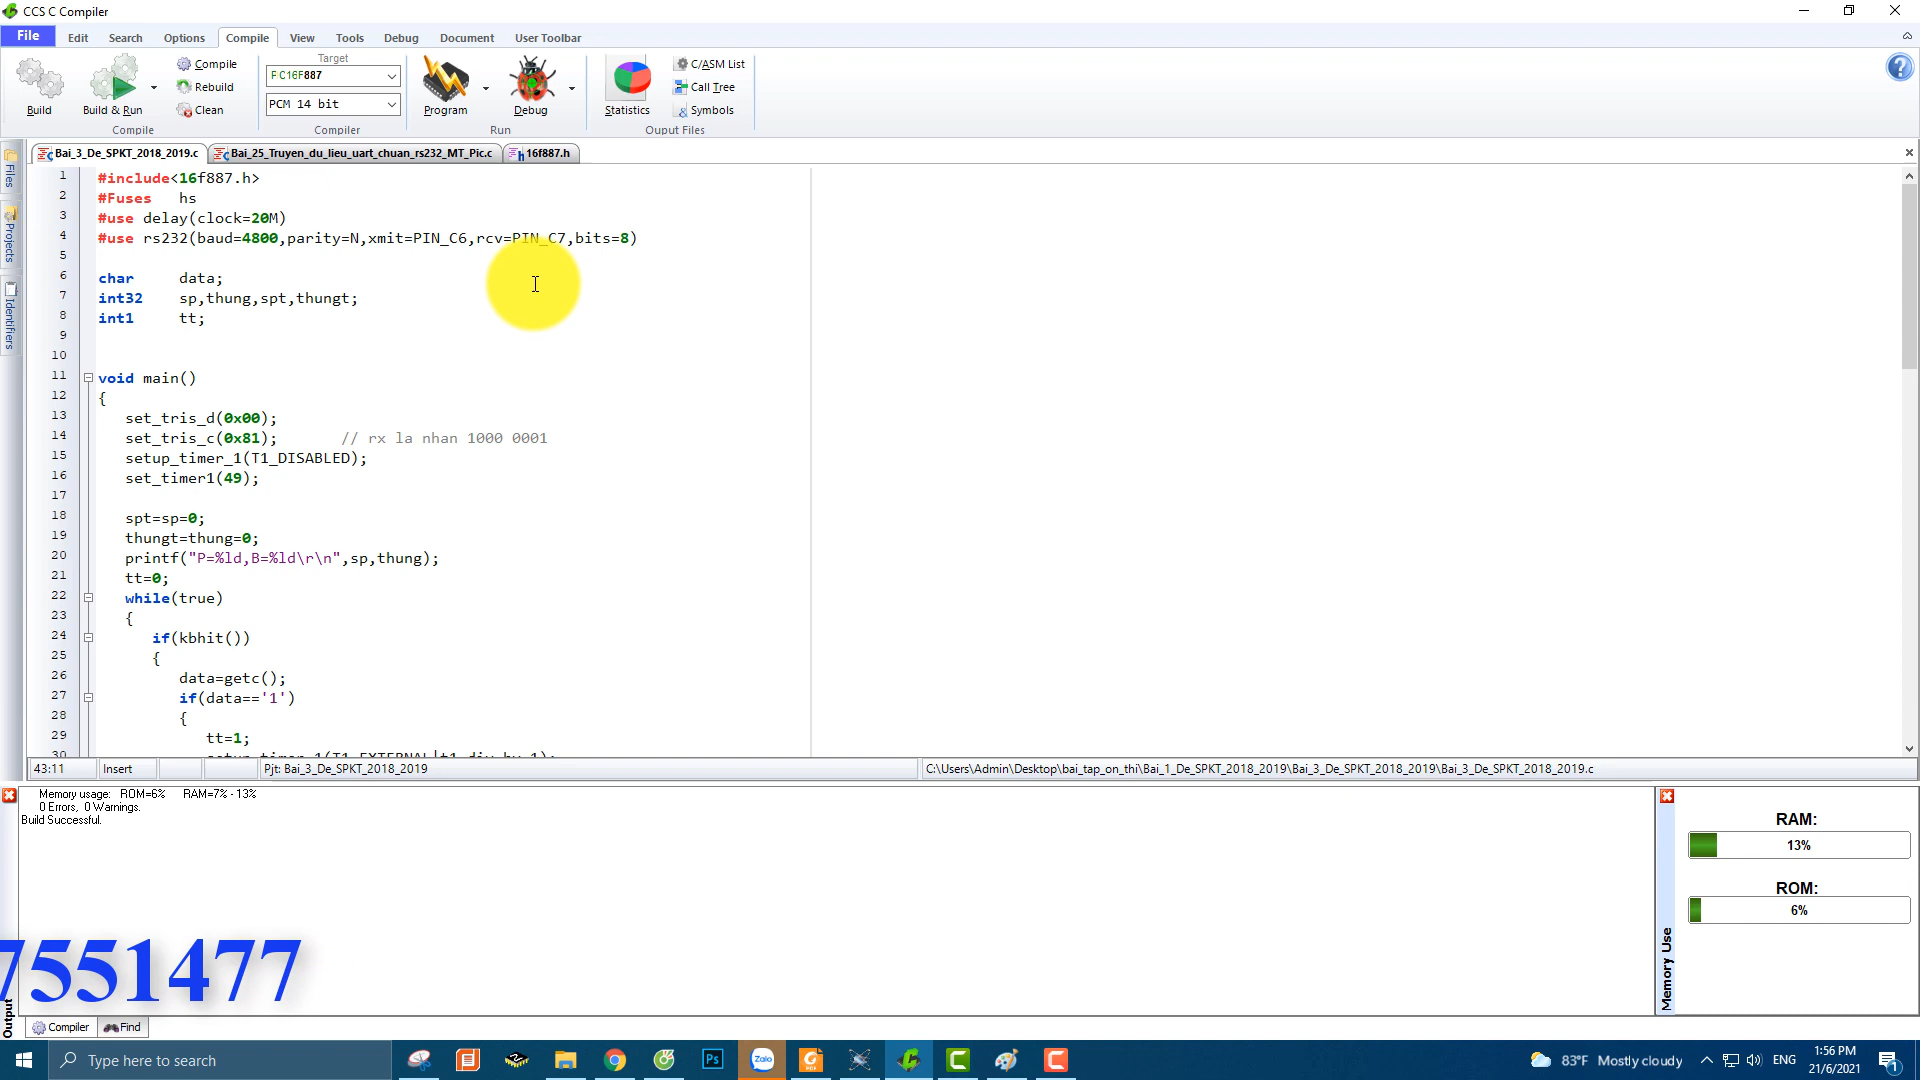 CCS C Compiler
File Edit Search Options Compile View Tools Debug Document User Toolbar
Build
Build & Run
Compile
Rebuild
Clean
Compile
Target
PIC16F887
PCM 14 bit
Compiler
Program
Debug
Run
Statistics
C/ASM List
Call Tree
Symbols
Ouput Files
Files
Projects
Identifiers
Bai_3_De_SPKT_2018_2019.c Bai_25_Truyen_du_lieu_uart_chuan_rs232_MT_Pic.c 16f887.h
1 #include<16f887.h>
2 #Fuses hs
3 #use delay(clock=20M)
4 #use rs232(baud=4800,parity=N,xmit=PIN_C6,rcv=PIN_C7,bits=8)
5
6 char data;
7 int32 sp,thung,spt,thungt;
8 int1 tt;
9
10
11 void main()
12 {
13 set_tris_d(0x00);
14 set_tris_c(0x81); // rx la nhan 1000 0001
15 setup_timer_1(T1_DISABLED);
16 set_timer1(49);
17
18 spt=sp=0;
19 thungt=thung=0;
20 printf("P=%ld,B=%ld\r\n",sp,thung);
21 tt=0;
22 while(true)
23 {
24 if(kbhit())
25 {
26 data=getc();
27 if(data=='1')
28 {
29 tt=1;
30 setup_timer_1(T1_EXTERNAL|t1_div_by_1);
43:11 Insert Pjt: Bai_3_De_SPKT_2018_2019 C:\Users\Admin\Desktop\bai_tap_on_thi\Bai_1_De_SPKT_2018_2019\Bai_3_De_SPKT_2018_2019\Bai_3_De_SPKT_2018_2019.c
Memory usage: ROM=6% RAM=7% - 13%
0 Errors, 0 Warnings.
Build Successful.
7551477
Output
Compiler Find
Memory Use
RAM:
13%
ROM:
6%
Type here to search
Ps
Zalo
PDF
83°F Mostly cloudy
ENG
1:56 PM
21/6/2021
1